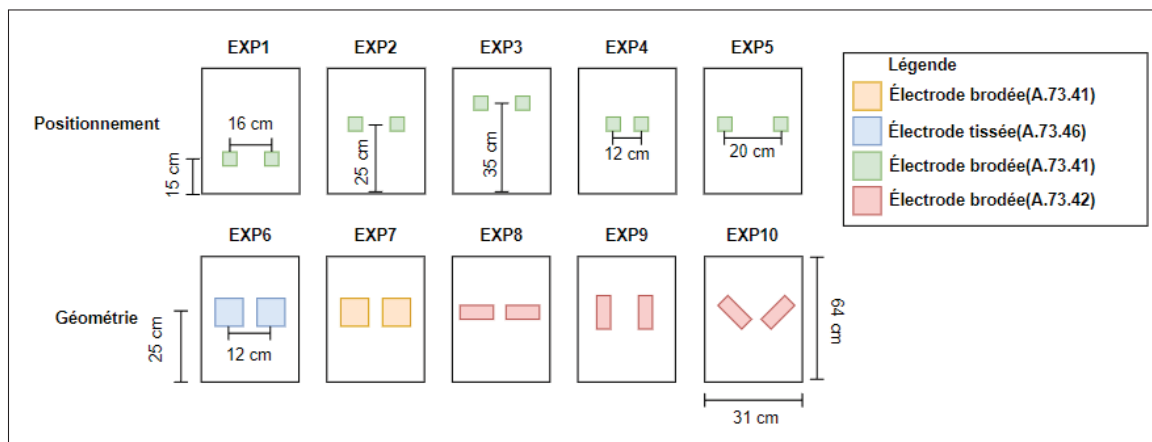 EXP1 EXP2 EXP3 EXP4 EXP5
Positionnement
16 cm
15 cm
25 cm
35 cm
12 cm
20 cm
Légende
Électrode brodée(A.73.41)
Électrode tissée(A.73.46)
Électrode brodée(A.73.41)
Électrode brodée(A.73.42)
EXP6 EXP7 EXP8 EXP9 EXP10
Géométrie
25 cm
12 cm
64 cm
31 cm